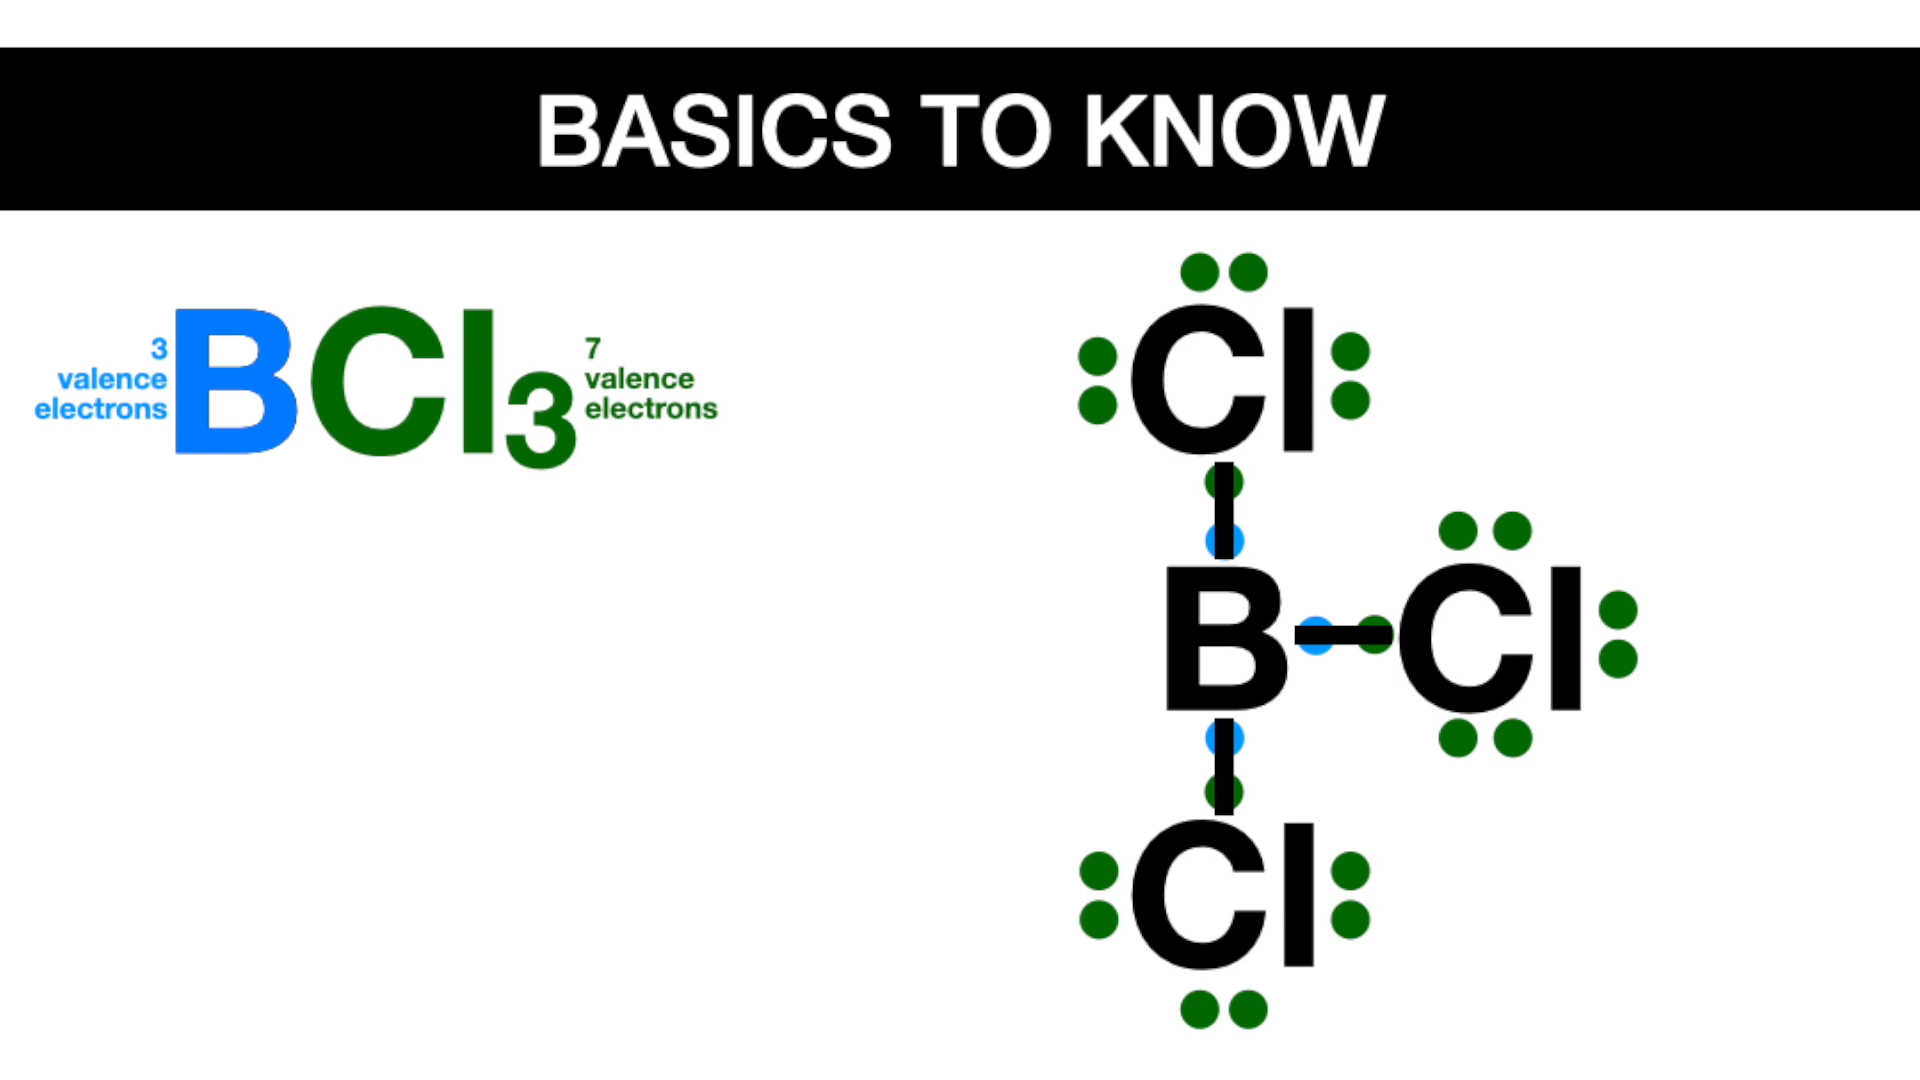 BASICS TO KNOW
3
valence
electrons
BCl₃
7
valence
electrons
Cl
B
Cl
Cl